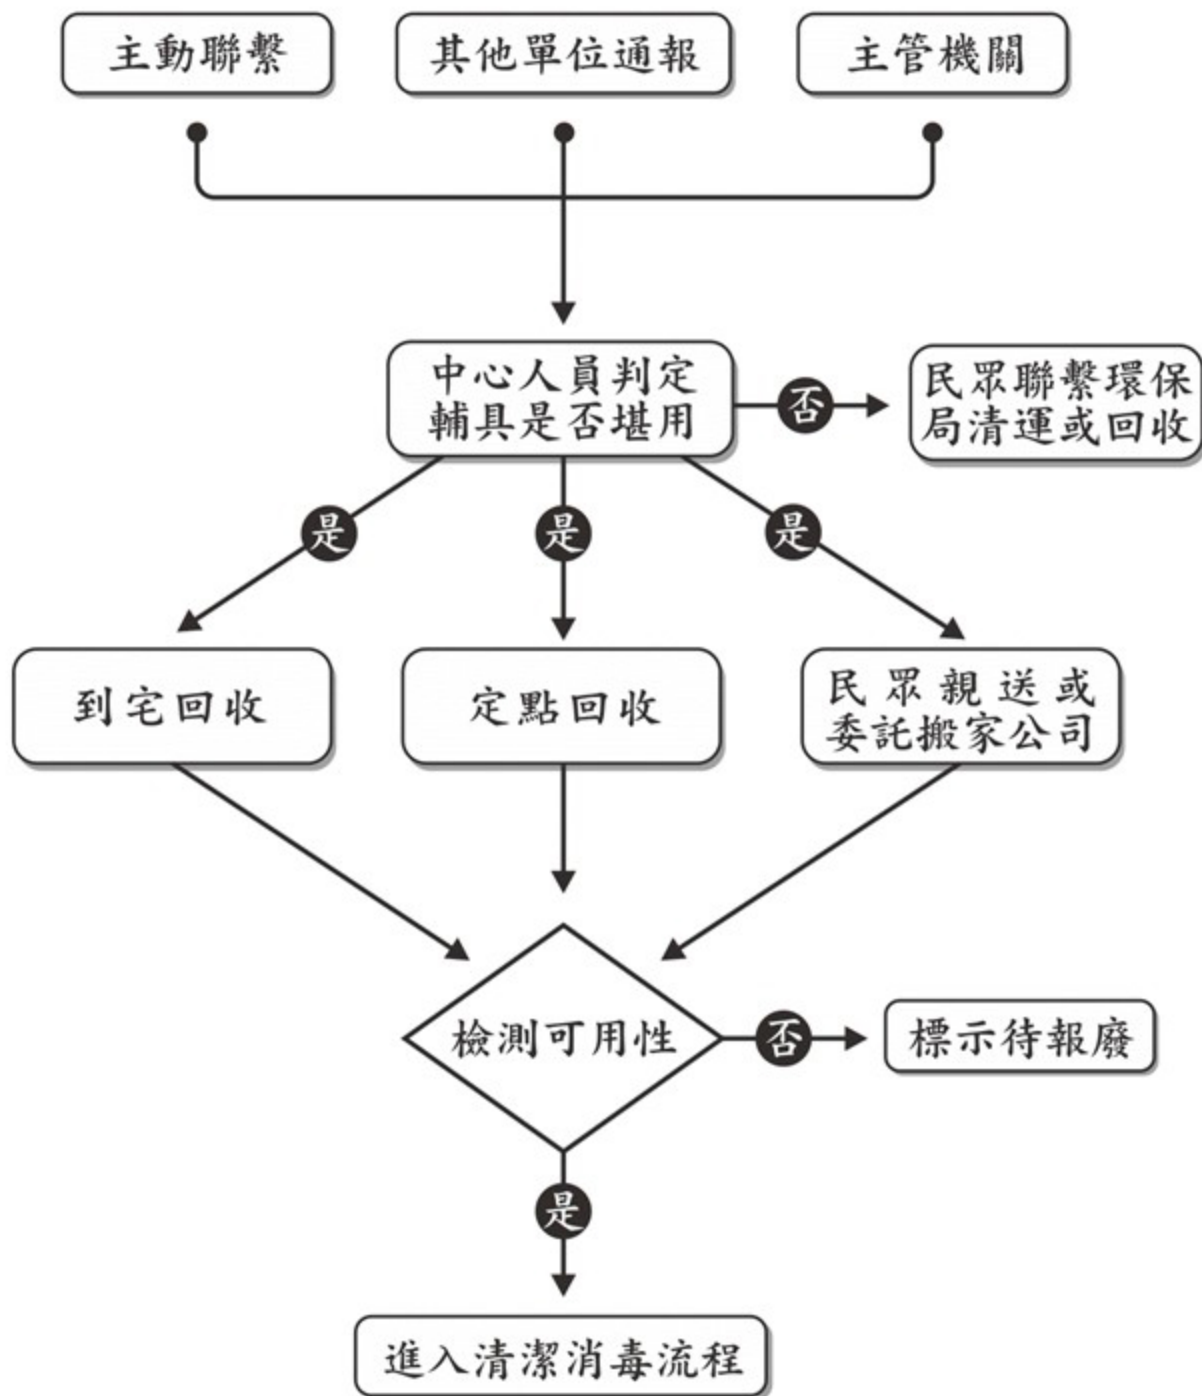 主動聯繫
其他單位通報
主管機關
中心人員判定
輔具是否堪用
否
民眾聯繫環保
局清運或回收
是
是
是
到宅回收
定點回收
民眾親送或
委託搬家公司
檢測可用性
否
標示待報廢
是
進入清潔消毒流程